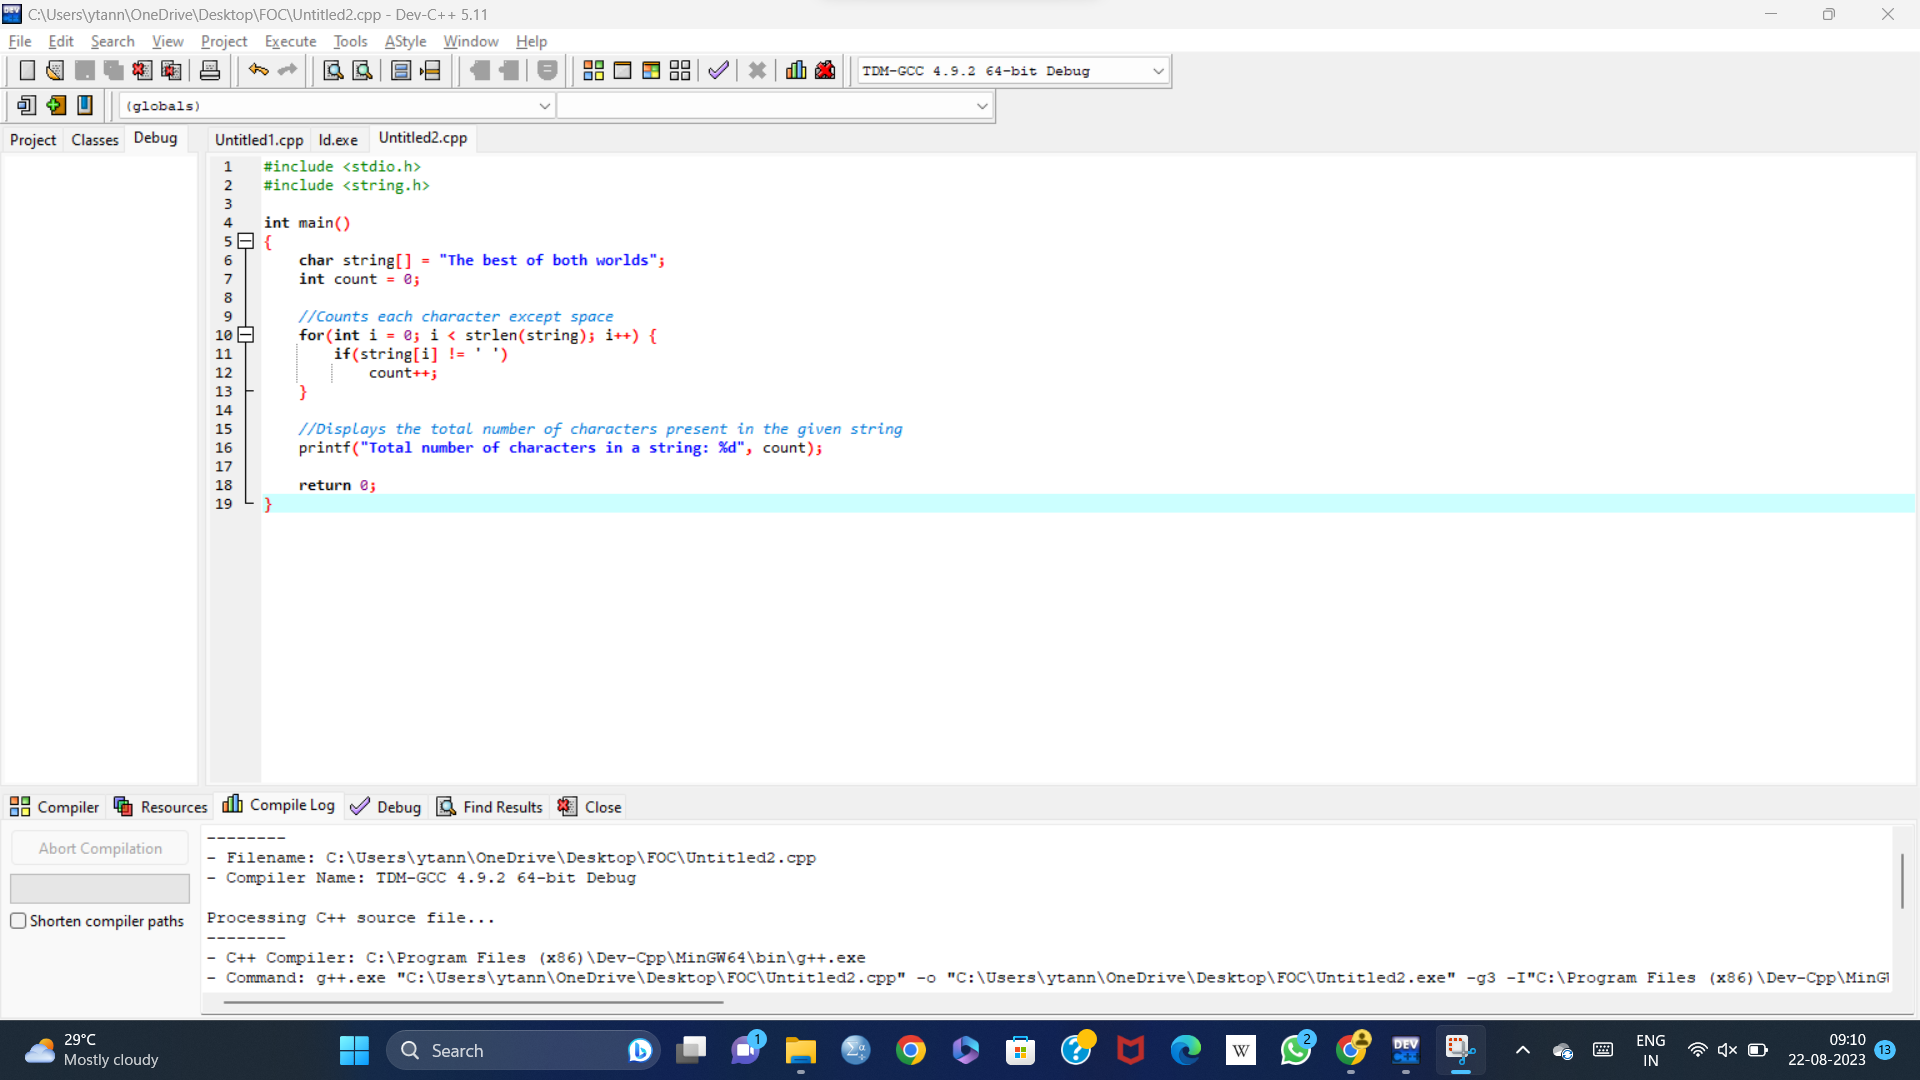 C:\Users\ytann\OneDrive\Desktop\FOC\Untitled2.cpp - Dev-C++ 5.11
File Edit Search View Project Execute Tools AStyle Window Help
TDM-GCC 4.9.2 64-bit Debug
(globals)
Project Classes Debug Untitled1.cpp ld.exe Untitled2.cpp
1 #include <stdio.h>
2 #include <string.h>
3
4 int main()
5 {
6 char string[] = "The best of both worlds";
7 int count = 0;
8
9 //Counts each character except space
10 for(int i = 0; i < strlen(string); i++) {
11 if(string[i] != ' ')
12 count++;
13 }
14
15 //Displays the total number of characters present in the given string
16 printf("Total number of characters in a string: %d", count);
17
18 return 0;
19 }
Compiler Resources Compile Log Debug Find Results Close
Abort Compilation
Shorten compiler paths
--------
- Filename: C:\Users\ytann\OneDrive\Desktop\FOC\Untitled2.cpp
- Compiler Name: TDM-GCC 4.9.2 64-bit Debug
Processing C++ source file...
--------
- C++ Compiler: C:\Program Files (x86)\Dev-Cpp\MinGW64\bin\g++.exe
- Command: g++.exe "C:\Users\ytann\OneDrive\Desktop\FOC\Untitled2.cpp" -o "C:\Users\ytann\OneDrive\Desktop\FOC\Untitled2.exe" -g3 -I"C:\Program Files (x86)\Dev-Cpp\MinG
29°C
Mostly cloudy
Search
1
W
2
DEV
ENG
IN
09:10
22-08-2023
13